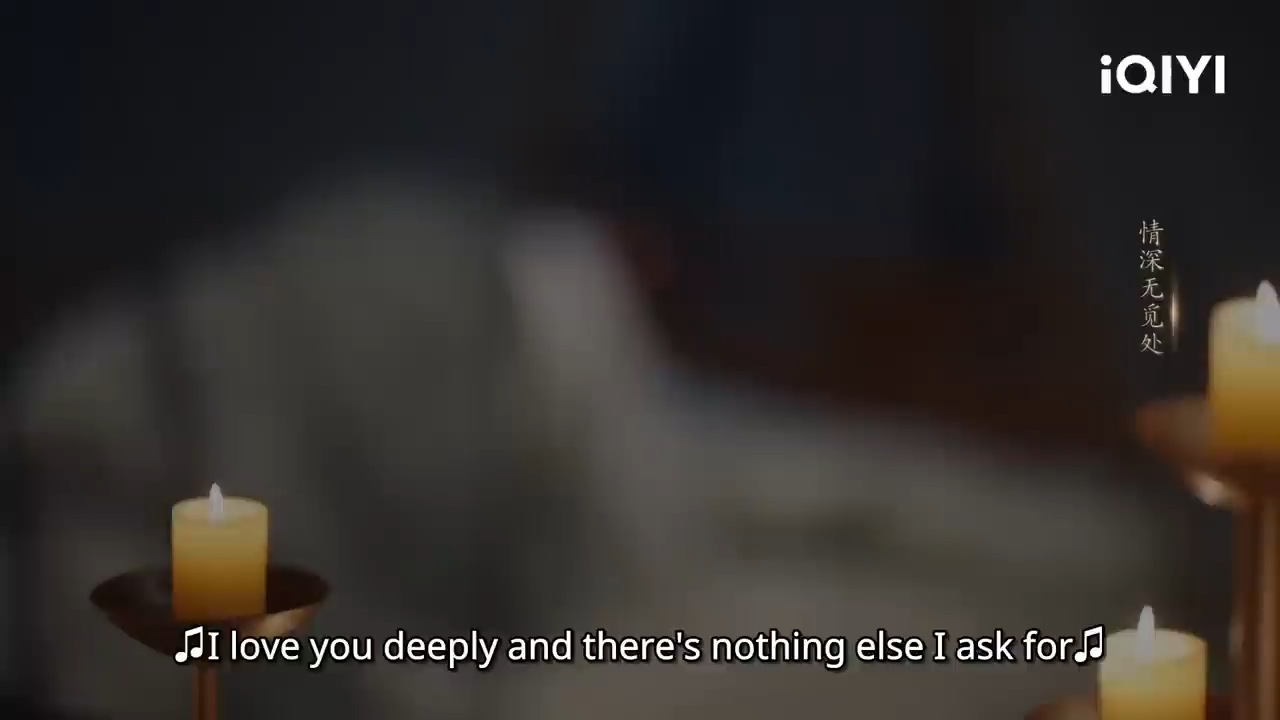 iQIYI
情深无觅处
♫I love you deeply and there's nothing else I ask for♫